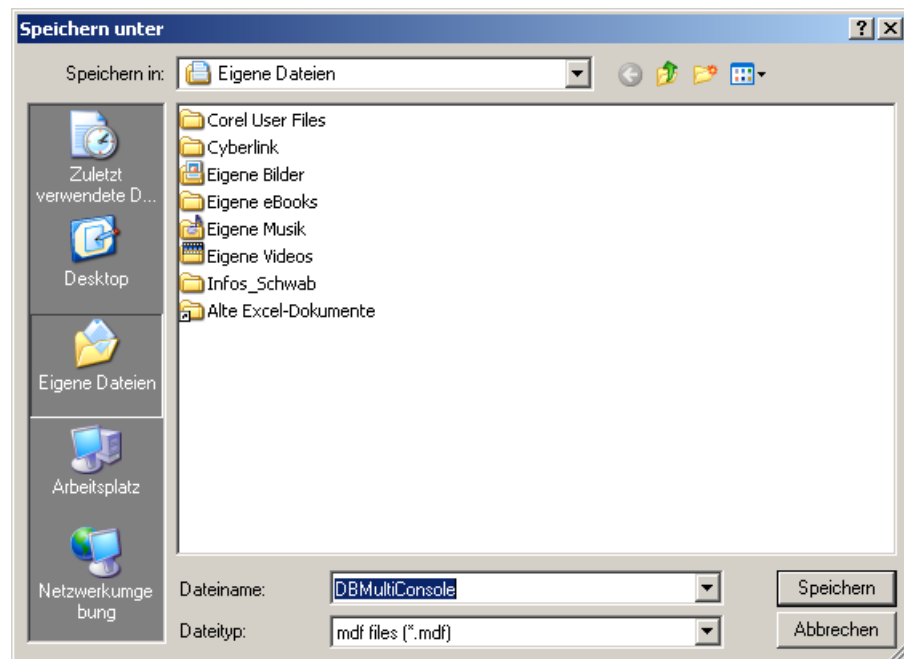 Speichern unter
Speichern in:
Eigene Dateien
Zuletzt
verwendete D...
Desktop
Eigene Dateien
Arbeitsplatz
Netzwerkumge
bung
Corel User Files
Cyberlink
Eigene Bilder
Eigene eBooks
Eigene Musik
Eigene Videos
Infos_Schwab
Alte Excel-Dokumente
Dateiname:
DBMultiConsole
Speichern
Dateityp:
mdf files (*.mdf)
Abbrechen